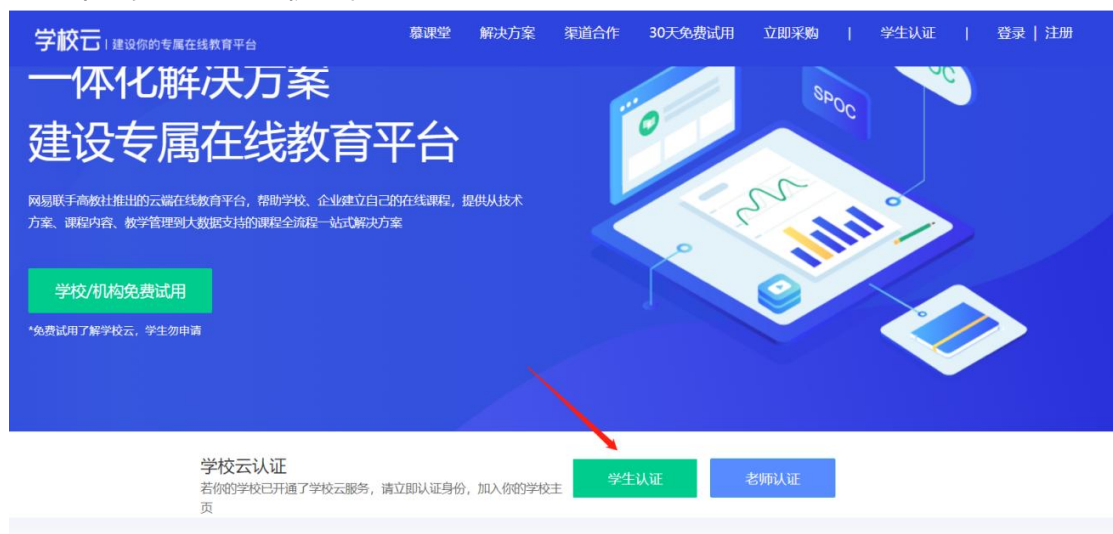 学校云 | 建设你的专属在线教育平台
慕课堂 解决方案 渠道合作 30天免费试用 立即采购 | 学生认证 | 登录 | 注册
一体化解决方案
建设专属在线教育平台
网易联手高教社推出的云端在线教育平台，帮助学校、企业建立自己的在线课程，提供从技术
方案、课程内容、教学管理到大数据支持的课程全流程一站式解决方案
学校/机构免费试用
*免费试用了解学校云，学生勿申请
SPOC
OC
学校云认证
若你的学校已开通了学校云服务，请立即认证身份，加入你的学校主
页
学生认证
老师认证